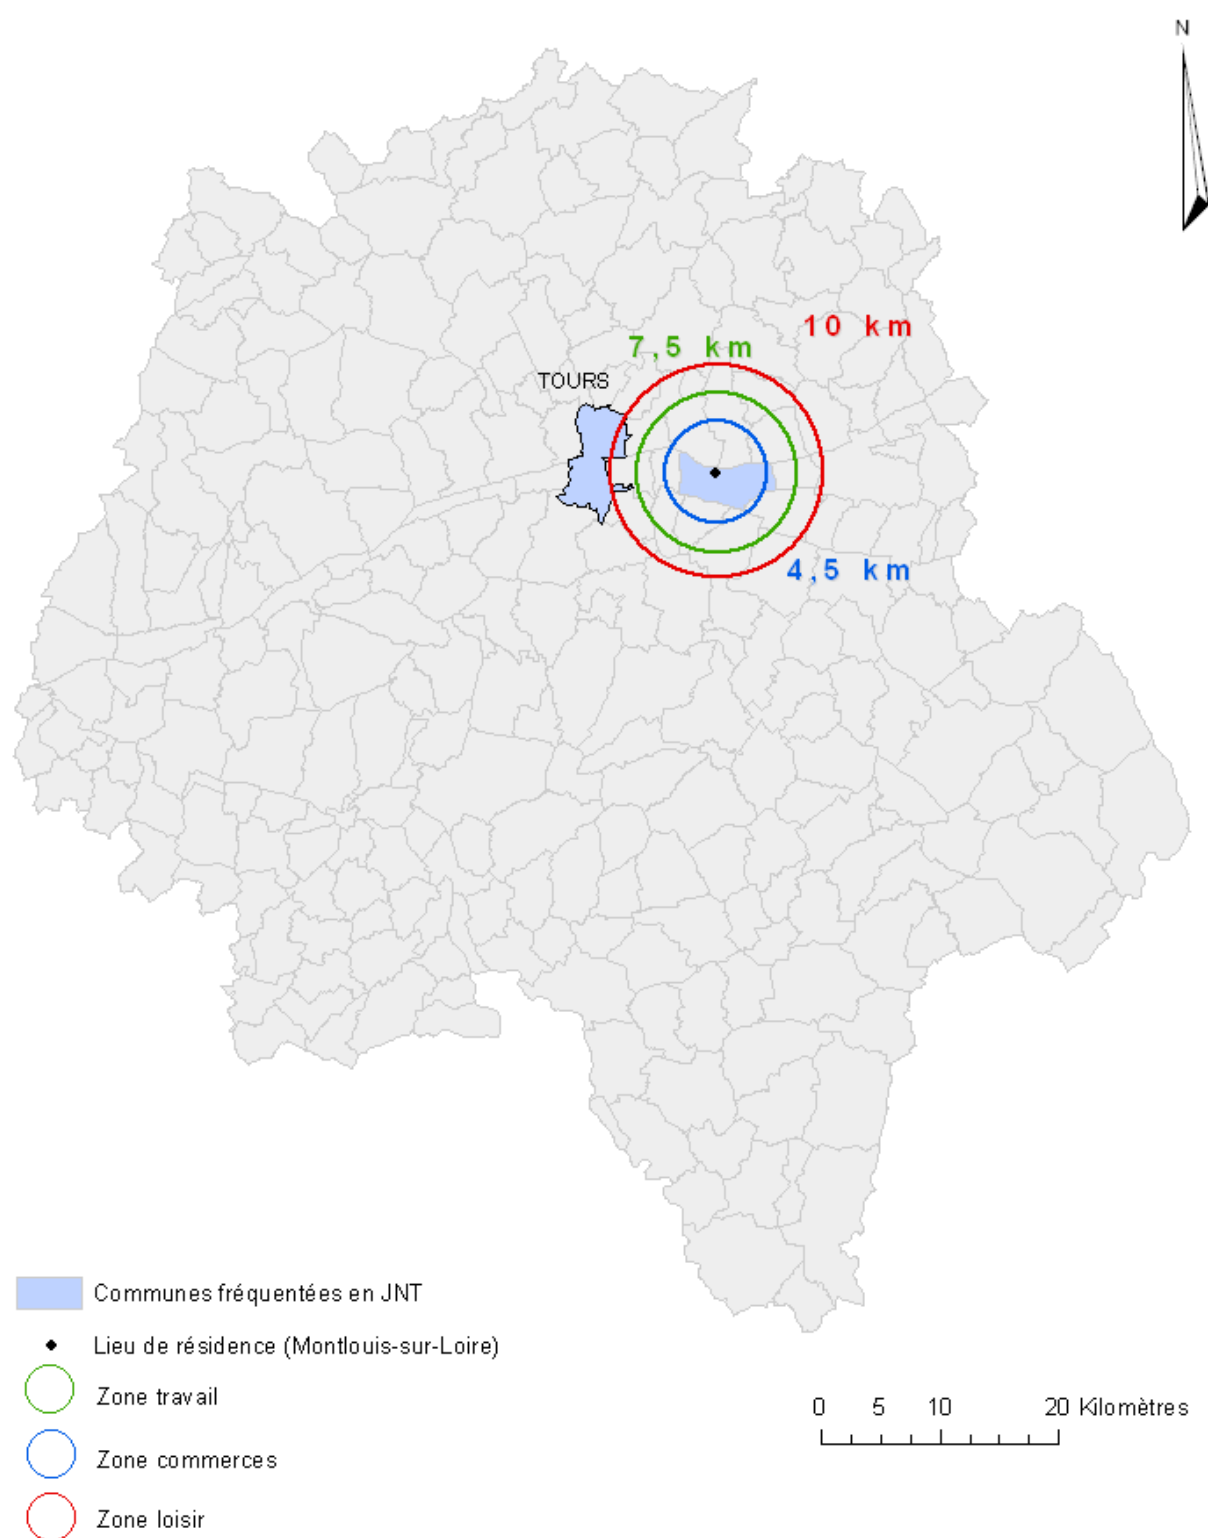 N
10 km
7,5 km
TOURS
4,5 km
Communes fréquentées en JNT
Lieu de résidence (Montlouis-sur-Loire)
Zone travail
0 5 10 20 Kilomètres
Zone commerces
Zone loisir